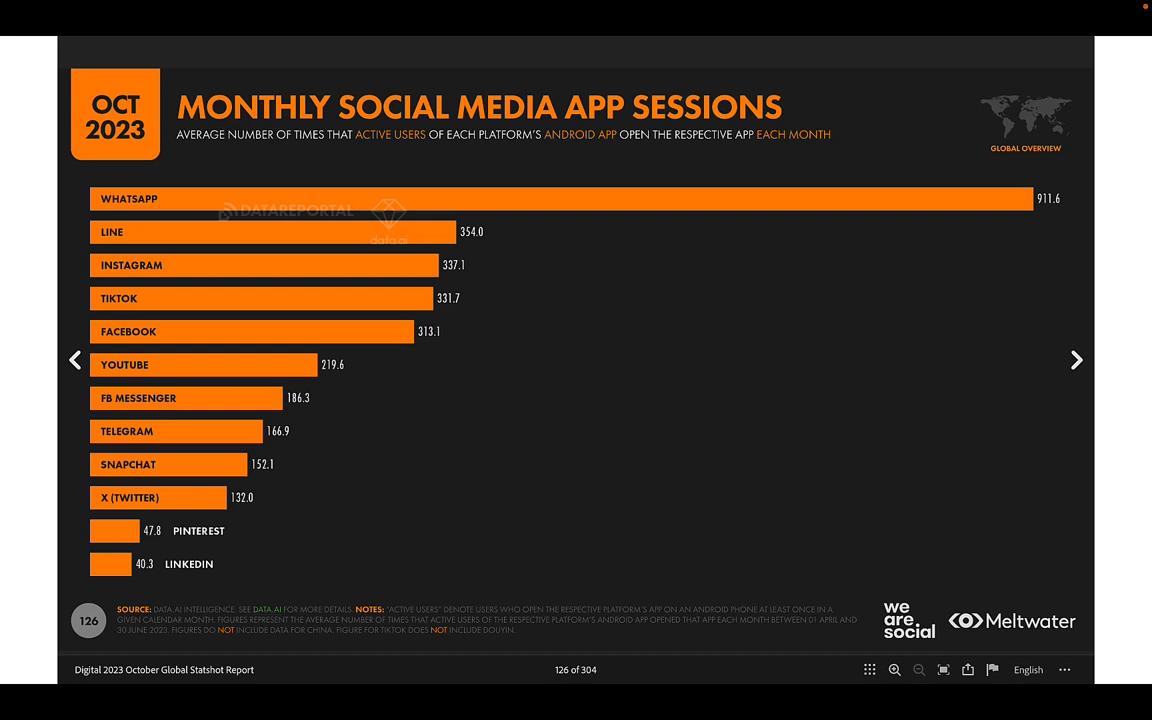 OCT
2023
MONTHLY SOCIAL MEDIA APP SESSIONS
AVERAGE NUMBER OF TIMES THAT ACTIVE USERS OF EACH PLATFORM'S ANDROID APP OPEN THE RESPECTIVE APP EACH MONTH
GLOBAL OVERVIEW
WHATSAPP 911.6
DATAREPORTAL
LINE 354.0
data.ai
INSTAGRAM 337.1
TIKTOK 331.7
FACEBOOK 313.1
YOUTUBE 219.6
FB MESSENGER 186.3
TELEGRAM 166.9
SNAPCHAT 152.1
X (TWITTER) 132.0
47.8 PINTEREST
40.3 LINKEDIN
126
SOURCE: DATA.AI INTELLIGENCE. SEE DATA.AI FOR MORE DETAILS. NOTES: "ACTIVE USERS" DENOTE USERS WHO OPEN THE RESPECTIVE PLATFORM'S APP ON AN ANDROID PHONE AT LEAST ONCE IN A
GIVEN CALENDAR MONTH. FIGURES REPRESENT THE AVERAGE NUMBER OF TIMES THAT ACTIVE USERS OF THE RESPECTIVE PLATFORM'S ANDROID APP OPENED THAT APP EACH MONTH BETWEEN 01 APRIL AND
30 JUNE 2023. FIGURES DO NOT INCLUDE DATA FOR CHINA. FIGURE FOR TIKTOK DOES NOT INCLUDE DOUYIN.
we
are
social
Meltwater
Digital 2023 October Global Statshot Report
126 of 304
English